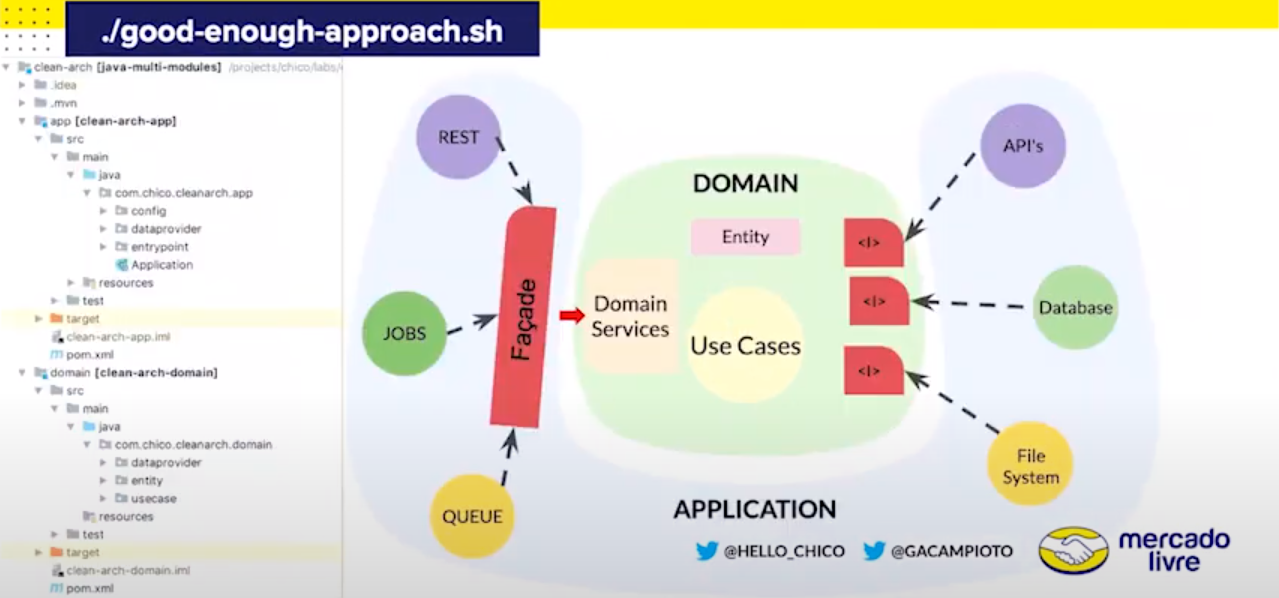 ./good-enough-approach.sh
clean-arch [java-multi-modules] /projects/chico/labs/
.idea
.mvn
app [clean-arch-app]
src
main
java
com.chico.cleanarch.app
config
dataprovider
entrypoint
Application
resources
test
target
clean-arch-app.iml
pom.xml
domain [clean-arch-domain]
src
main
java
com.chico.cleanarch.domain
dataprovider
entity
usecase
resources
test
target
clean-arch-domain.iml
pom.xml
REST
JOBS
QUEUE
Façade
DOMAIN
Entity
Domain
Services
Use Cases
<I>
<I>
<I>
API's
Database
File
System
APPLICATION
@HELLO_CHICO @GACAMPIOTO
mercado
livre